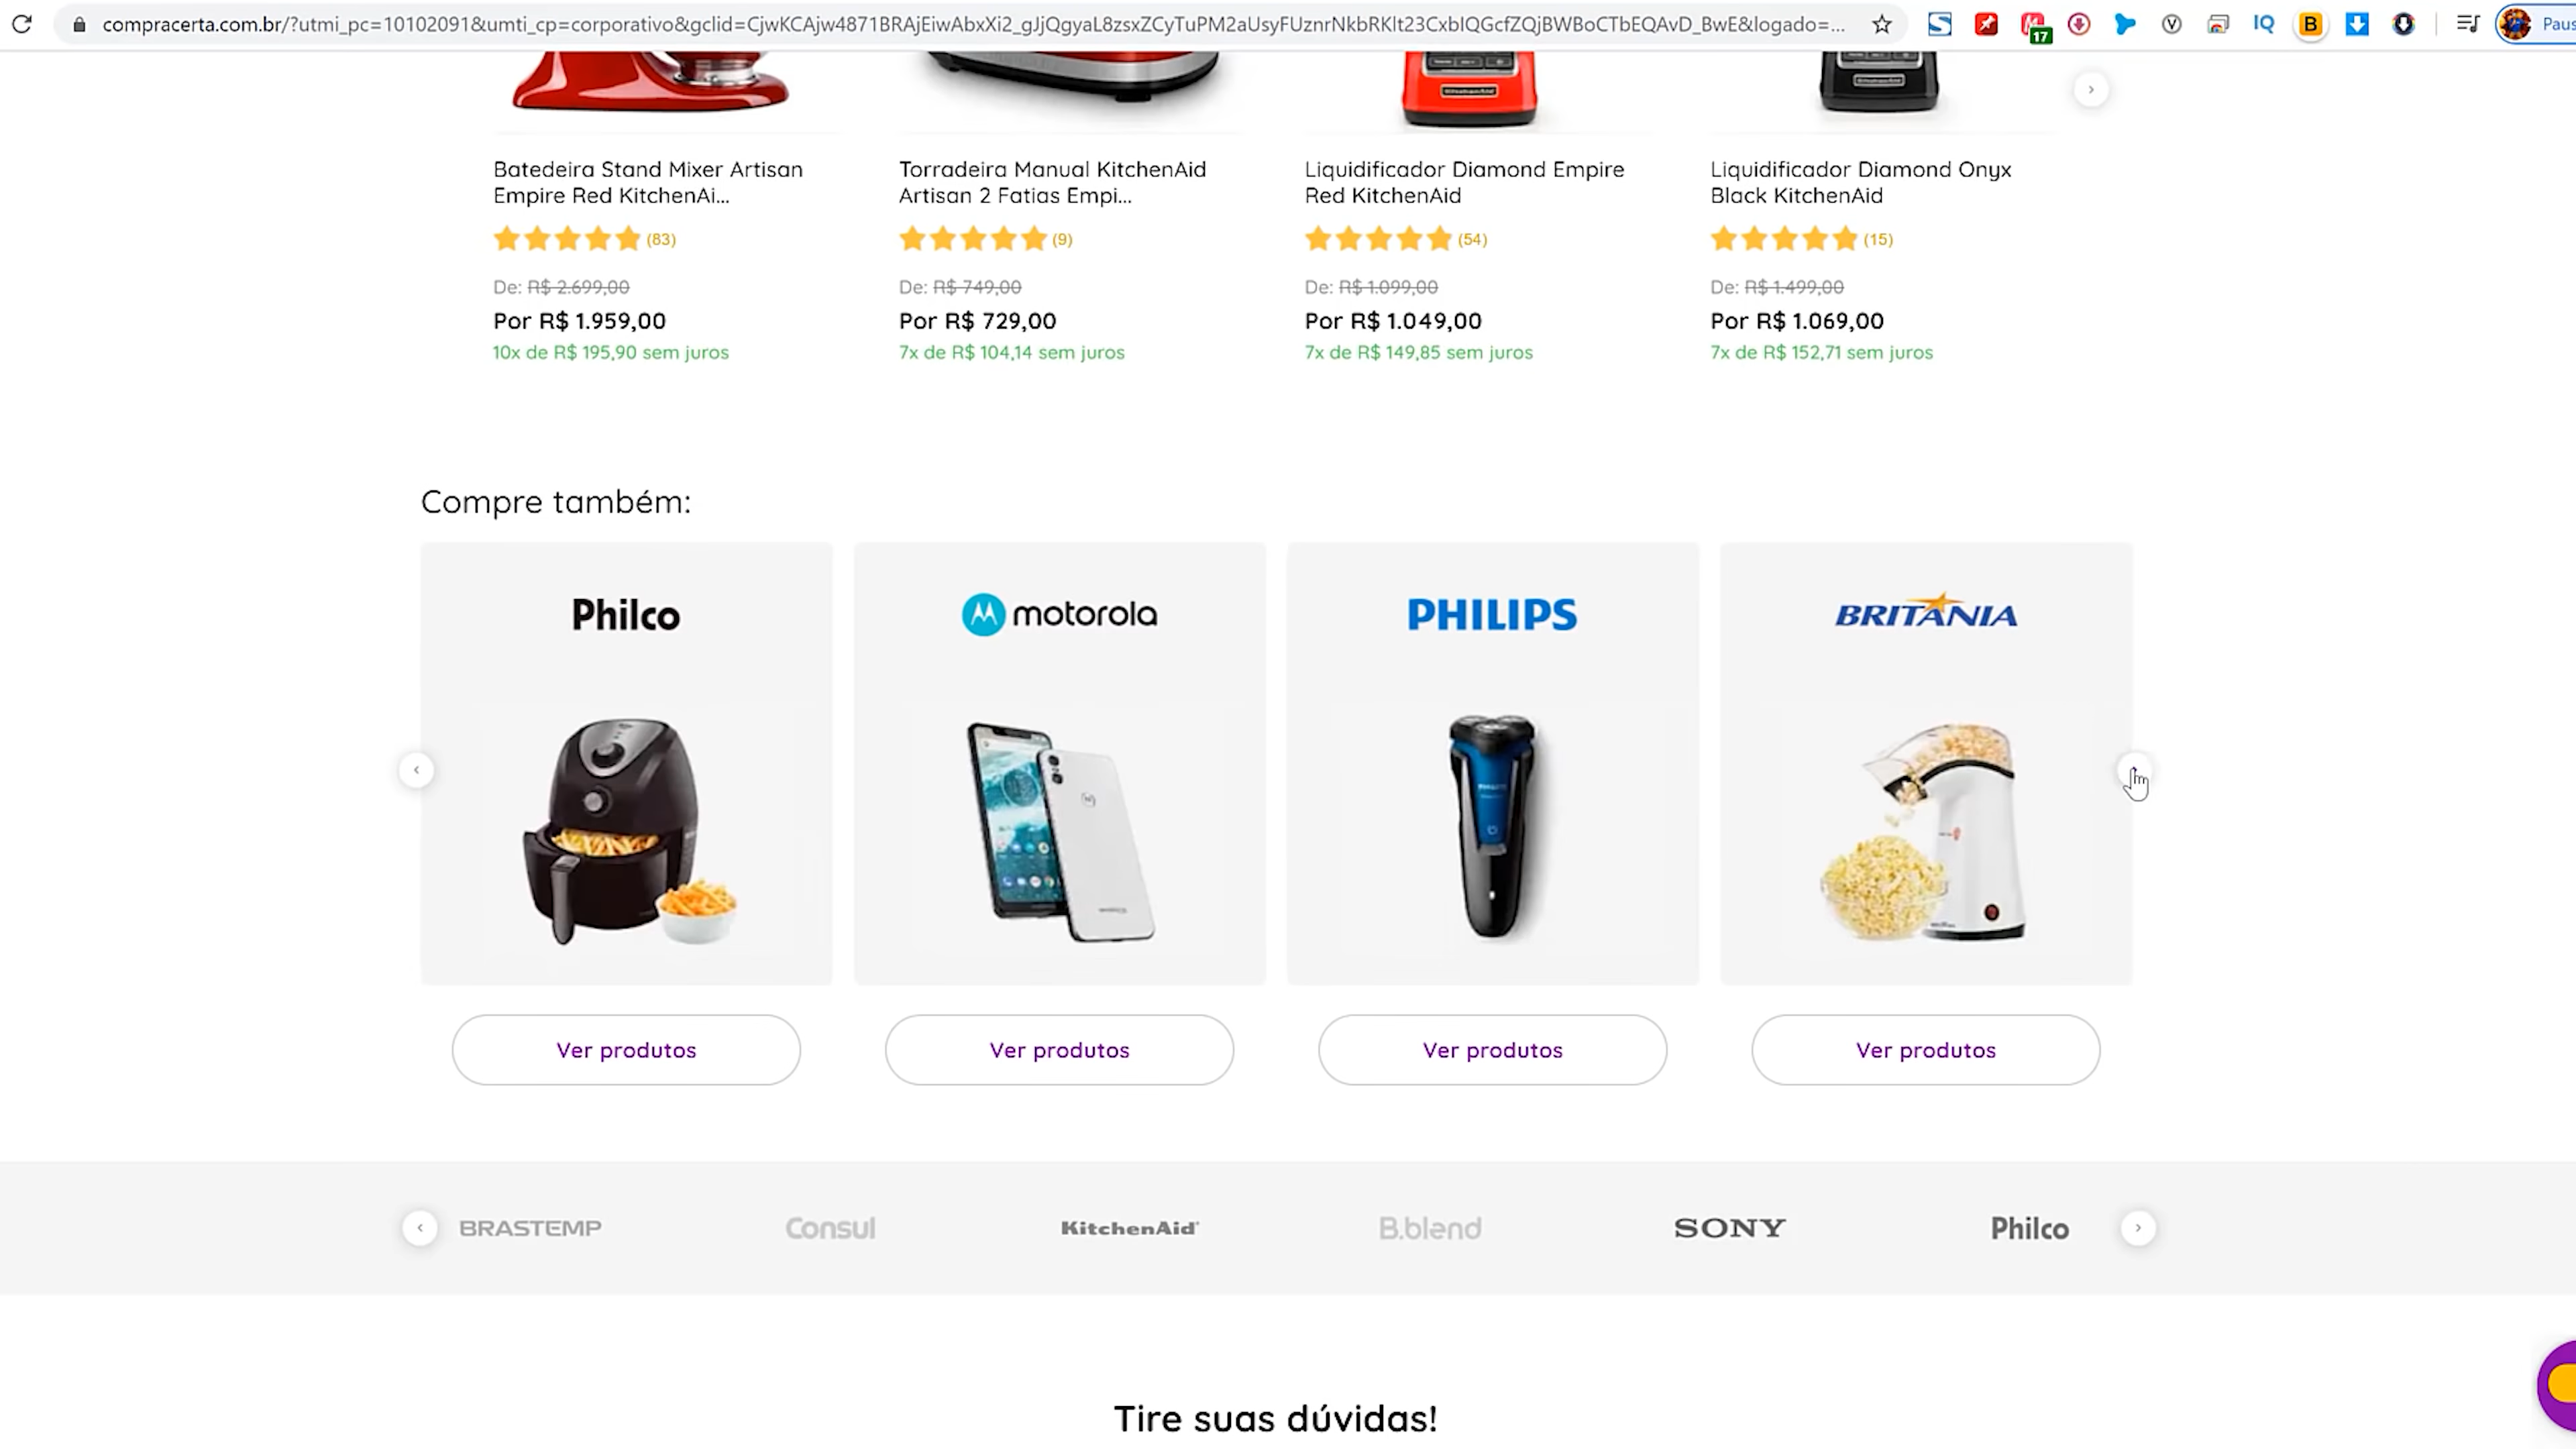 compracerta.com.br/?utmi_pc=10102091&umti_cp=corporativo&gclid=CjwKCAjw4871BRAjEiwAbxXi2_gJjQgyaL8zsxZCyTuPM2aUsyFUznrNkbRKlt23CxbIQGcfZQjBWBoCTbEQAvD_BwE&logado=...
17
IQ
B
Paus
Batedeira Stand Mixer Artisan
Empire Red KitchenAi...
(83)
De: R$ 2.699,00
Por R$ 1.959,00
10x de R$ 195,90 sem juros
Torradeira Manual KitchenAid
Artisan 2 Fatias Empi...
(9)
De: R$ 749,00
Por R$ 729,00
7x de R$ 104,14 sem juros
Liquidificador Diamond Empire
Red KitchenAid
(54)
De: R$ 1.099,00
Por R$ 1.049,00
7x de R$ 149,85 sem juros
Liquidificador Diamond Onyx
Black KitchenAid
(15)
De: R$ 1.499,00
Por R$ 1.069,00
7x de R$ 152,71 sem juros
Compre também:
Philco
motorola
PHILIPS
BRITANIA
Ver produtos
Ver produtos
Ver produtos
Ver produtos
BRASTEMP
Consul
KitchenAid
B.blend
SONY
Philco
Tire suas dúvidas!